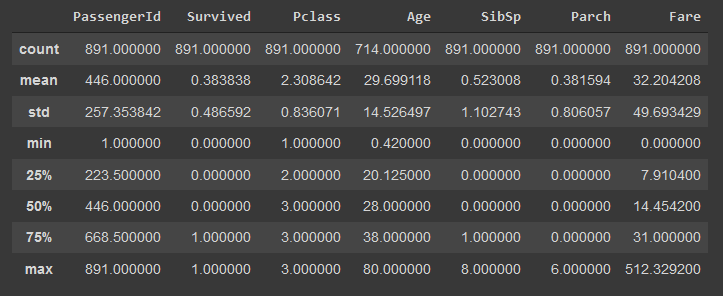 PassengerId Survived Pclass Age SibSp Parch Fare
count 891.000000 891.000000 891.000000 714.000000 891.000000 891.000000 891.000000
mean 446.000000 0.383838 2.308642 29.699118 0.523008 0.381594 32.204208
std 257.353842 0.486592 0.836071 14.526497 1.102743 0.806057 49.693429
min 1.000000 0.000000 1.000000 0.420000 0.000000 0.000000 0.000000
25% 223.500000 0.000000 2.000000 20.125000 0.000000 0.000000 7.910400
50% 446.000000 0.000000 3.000000 28.000000 0.000000 0.000000 14.454200
75% 668.500000 1.000000 3.000000 38.000000 1.000000 0.000000 31.000000
max 891.000000 1.000000 3.000000 80.000000 8.000000 6.000000 512.329200